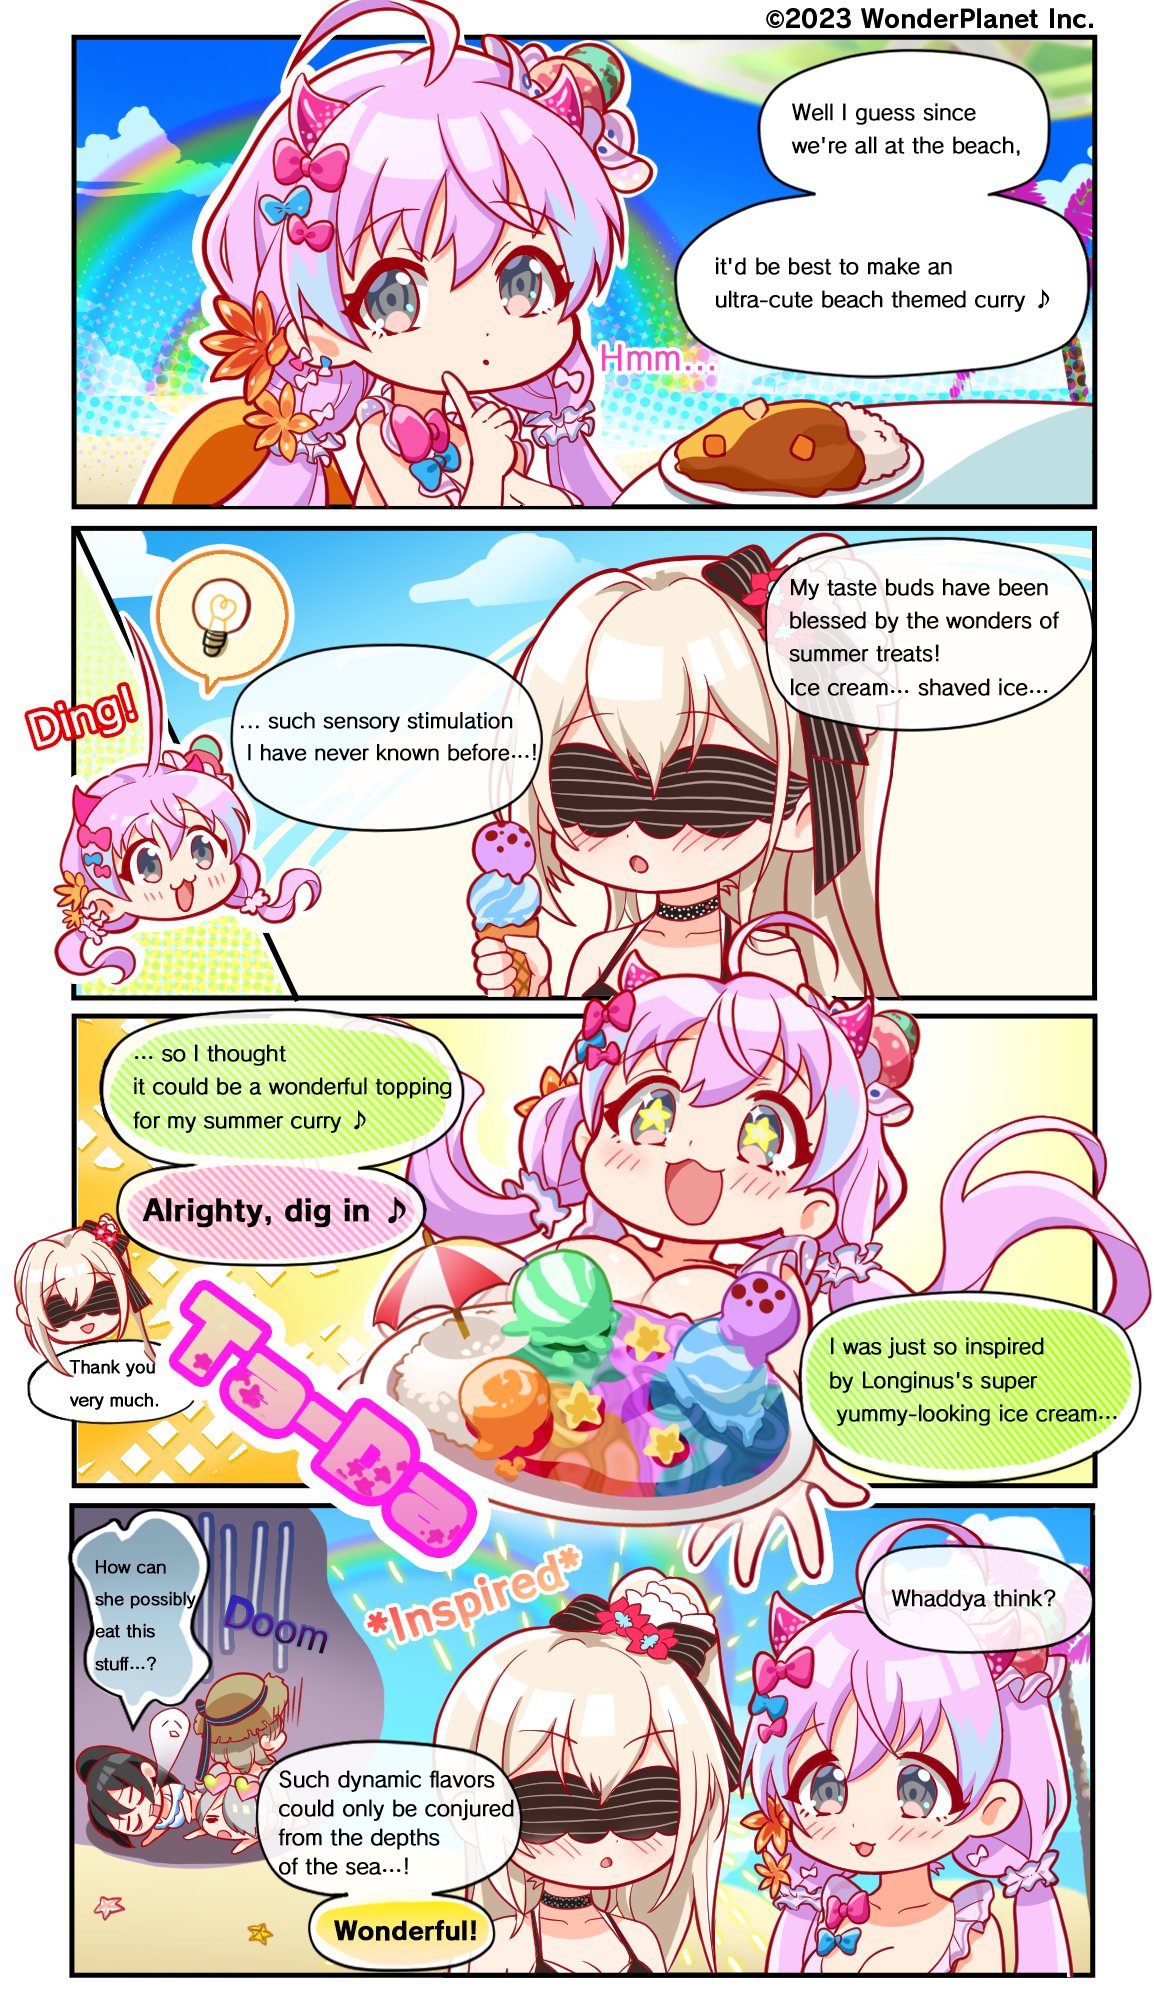 ©2023 WonderPlanet Inc.
Well I guess since
we're all at the beach,
it'd be best to make an
ultra-cute beach themed curry ♪
Hmm...
My taste buds have been
blessed by the wonders of
summer treats!
Ice cream... shaved ice...
Ding!
... such sensory stimulation
I have never known before...!
... so I thought
it could be a wonderful topping
for my summer curry ♪
Alrighty, dig in ♪
Thank you
very much.
Ta-Da
I was just so inspired
by Longinus's super
yummy-looking ice cream...
How can
she possibly
eat this
stuff...?
Doom
*Inspired*
Whaddya think?
Such dynamic flavors
could only be conjured
from the depths
of the sea...!
Wonderful!